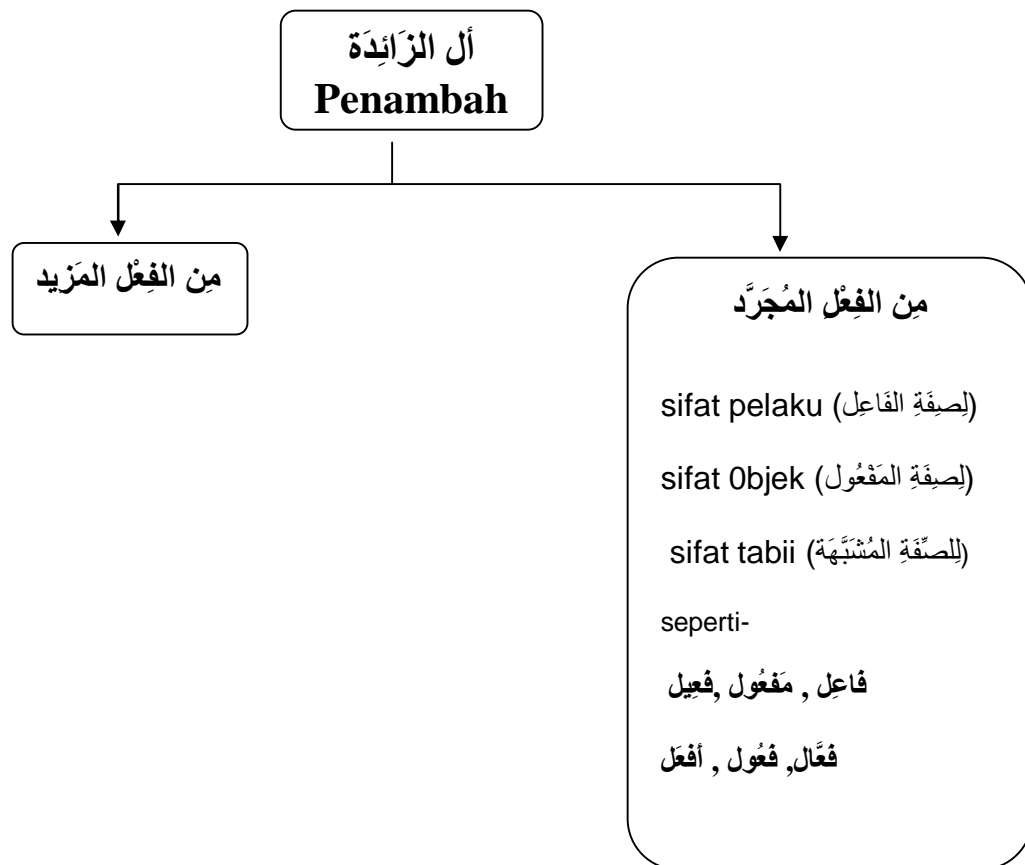 أل الزَائِدَة
Penambah
مِن الفِعْل المَزِيد
مِن الفِعْلِ المُجَرَّد
sifat pelaku (لِصِفَةِ الفَاعِل)
sifat 0bjek (لِصِفَةِ المَفْعُول)
sifat tabii (لِلصِّفَةِ المُشَبَّهَة)
seperti-
فَاعِل , مَفعُول ,فَعِيل
فَعَّال, فَعُول , أفعَل